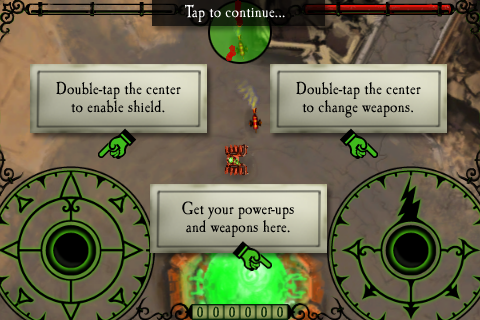 Tap to continue...
Double-tap the center
to enable shield.
Double-tap the center
to change weapons.
Get your power-ups
and weapons here.
000000